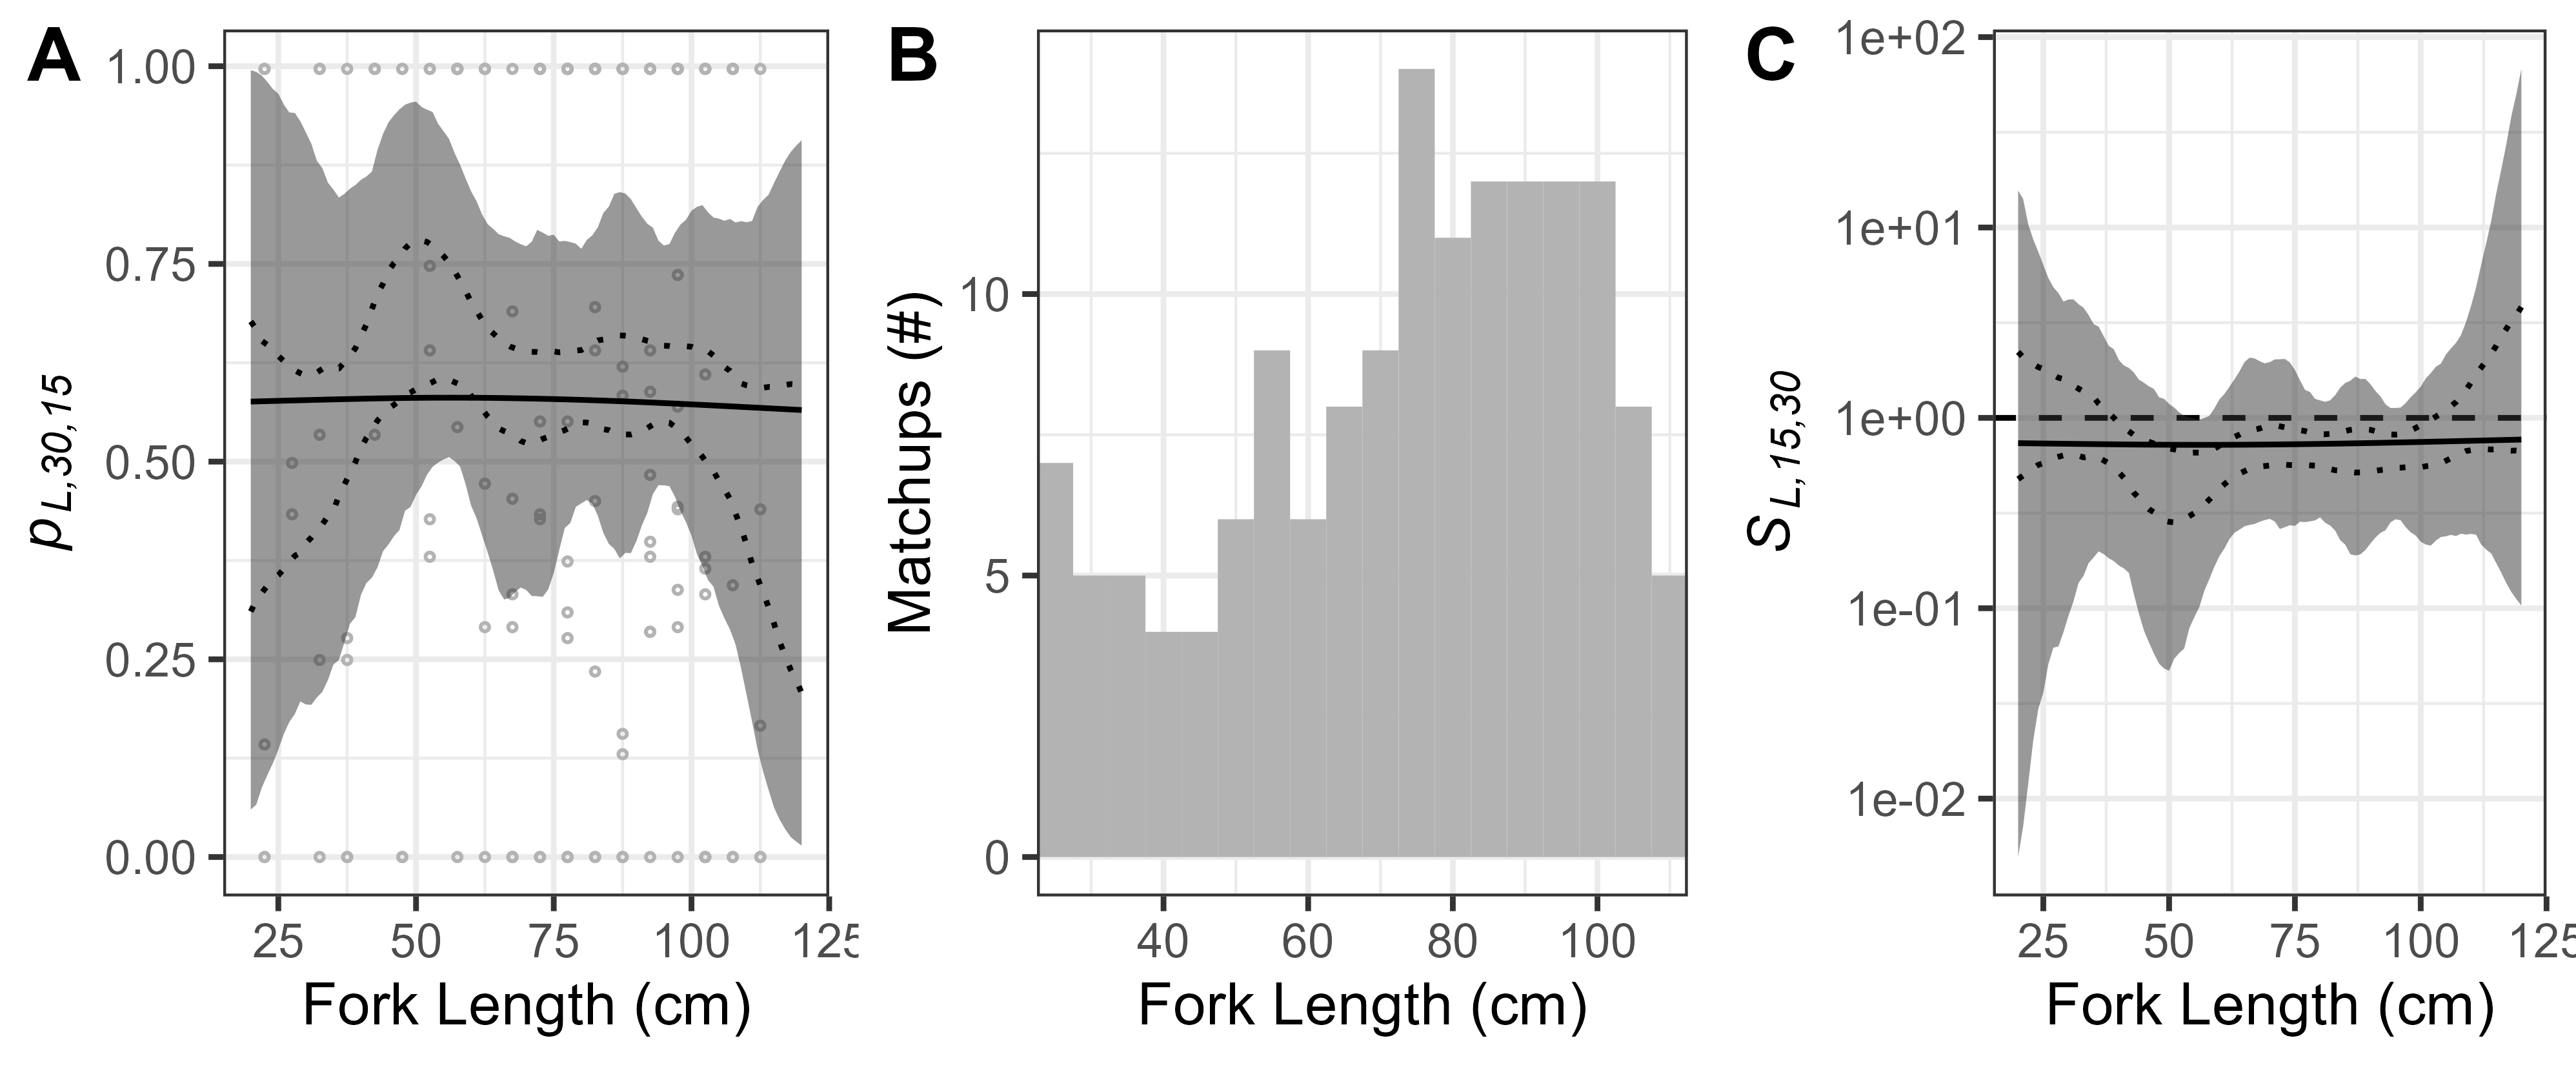 A
1.00
0.75
0.50
0.25
0.00
p L,30,15
25 50 75 100 125
Fork Length (cm)
B
10
5
0
Matchups (#)
40 60 80 100
Fork Length (cm)
C
1e+02
1e+01
1e+00
1e-01
1e-02
S L,15,30
25 50 75 100 125
Fork Length (cm)